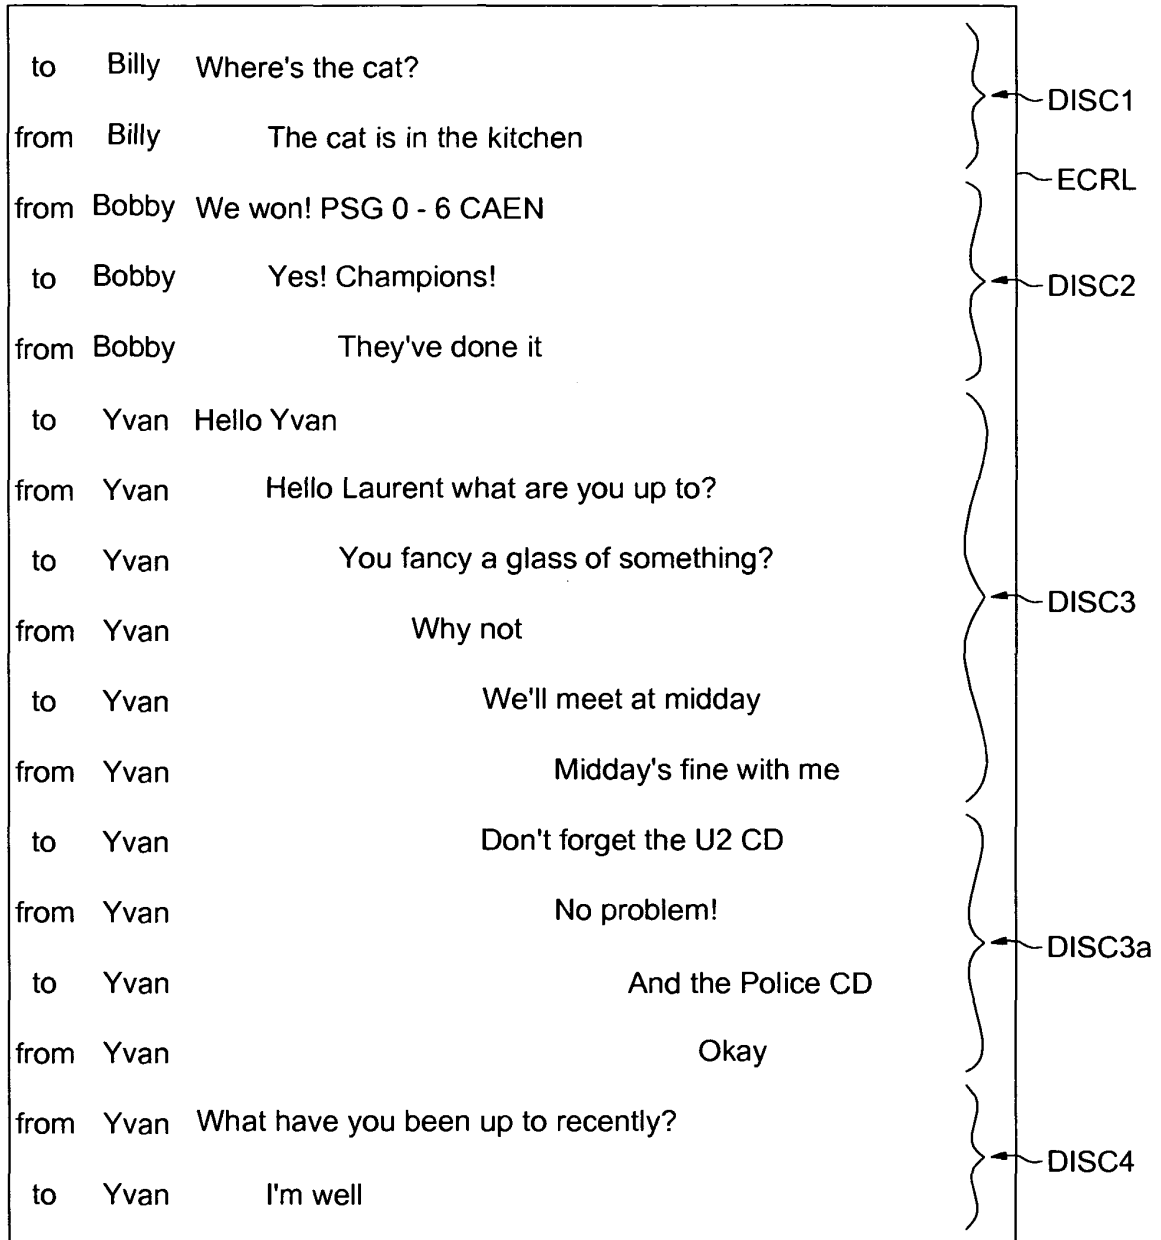 to Billy Where's the cat?
DISC1
from Billy The cat is in the kitchen
ECRL
from Bobby We won! PSG 0 - 6 CAEN
to Bobby Yes! Champions!
DISC2
from Bobby They've done it
to Yvan Hello Yvan
from Yvan Hello Laurent what are you up to?
to Yvan You fancy a glass of something?
DISC3
from Yvan Why not
to Yvan We'll meet at midday
from Yvan Midday's fine with me
to Yvan Don't forget the U2 CD
from Yvan No problem!
DISC3a
to Yvan And the Police CD
from Yvan Okay
from Yvan What have you been up to recently?
DISC4
to Yvan I'm well